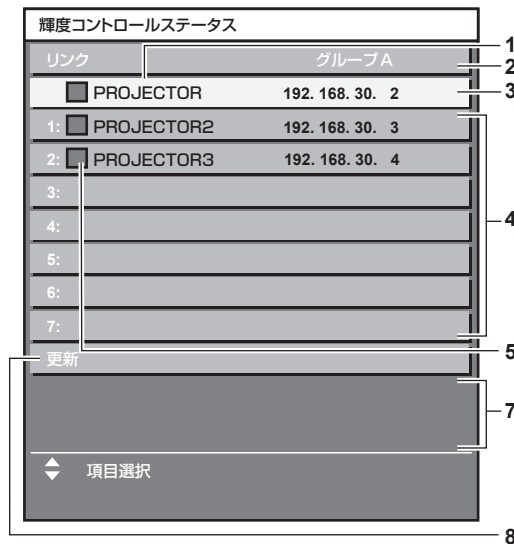 輝度コントロールステータス
リンク グループA
PROJECTOR 192. 168. 30. 2
1: PROJECTOR2 192. 168. 30. 3
2: PROJECTOR3 192. 168. 30. 4
3:
4:
5:
6:
7:
更新
項目選択
1
2
3
4
5
7
8